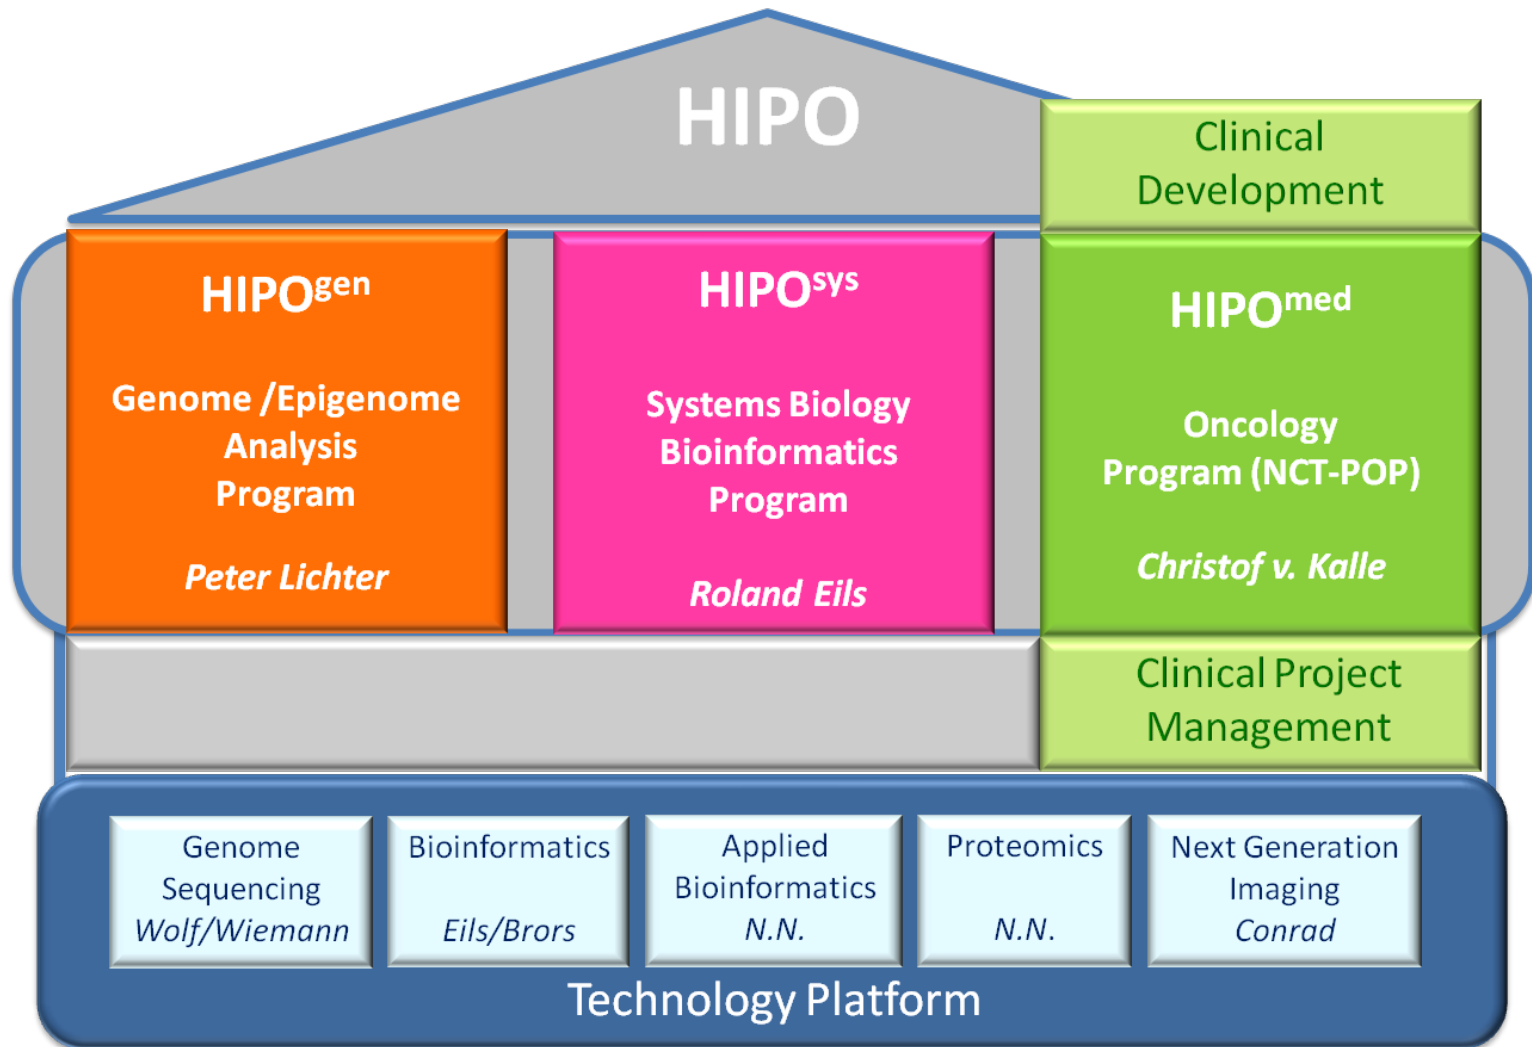 HIPO
Clinical
Development
HIPOgen
Genome /Epigenome
Analysis
Program
Peter Lichter
HIPOsys
Systems Biology
Bioinformatics
Program
Roland Eils
HIPOmed
Oncology
Program (NCT-POP)
Christof v. Kalle
Clinical Project
Management
Genome
Sequencing
Wolf/Wiemann
Bioinformatics
Eils/Brors
Applied
Bioinformatics
N.N.
Proteomics
N.N.
Next Generation
Imaging
Conrad
Technology Platform